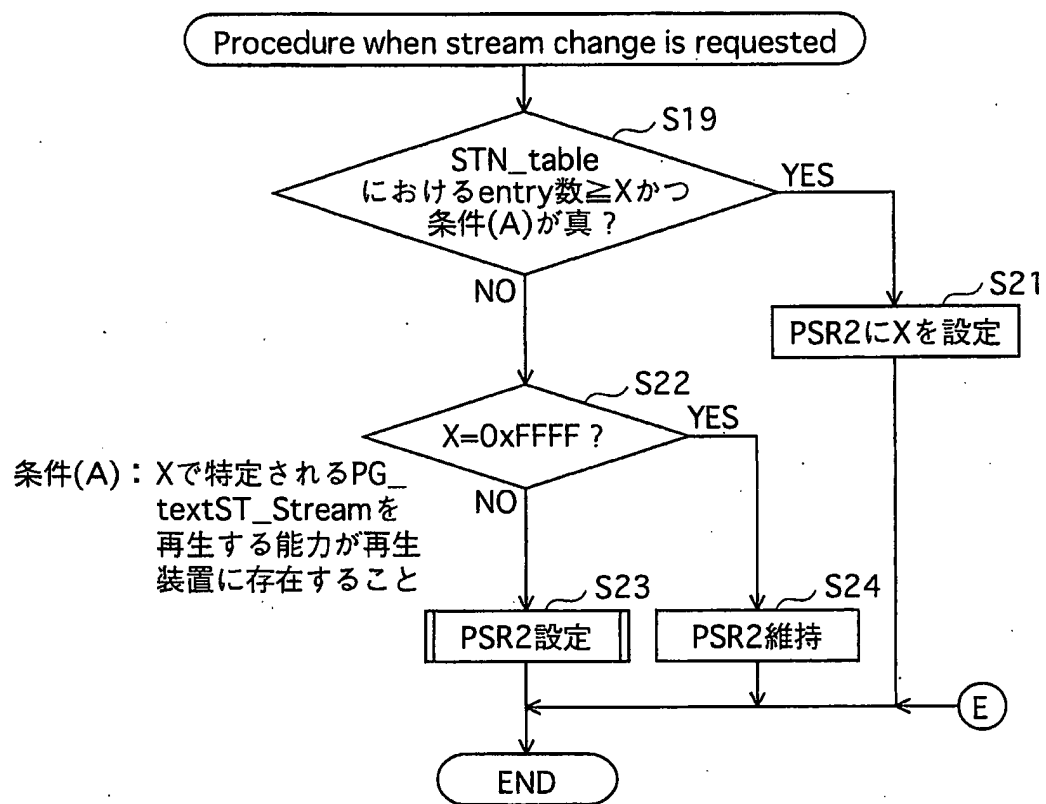 Procedure when stream change is requested
S19
STN_table
におけるentry数≧Xかつ
条件(A)が真？
YES
NO
S21
PSR2にXを設定
S22
X=0xFFFF？
YES
NO
条件(A)：Xで特定されるPG_
textST_Streamを
再生する能力が再生
装置に存在すること
S23
PSR2設定
S24
PSR2維持
E
END